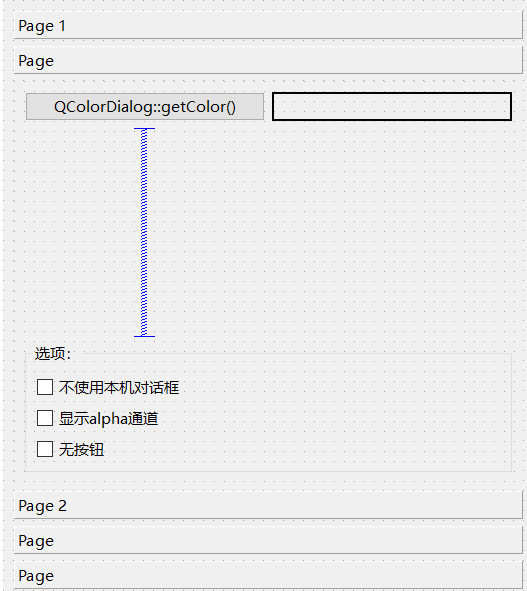 Page 1
Page
QColorDialog::getColor()
选项：
不使用本机对话框
显示alpha通道
无按钮
Page 2
Page
Page